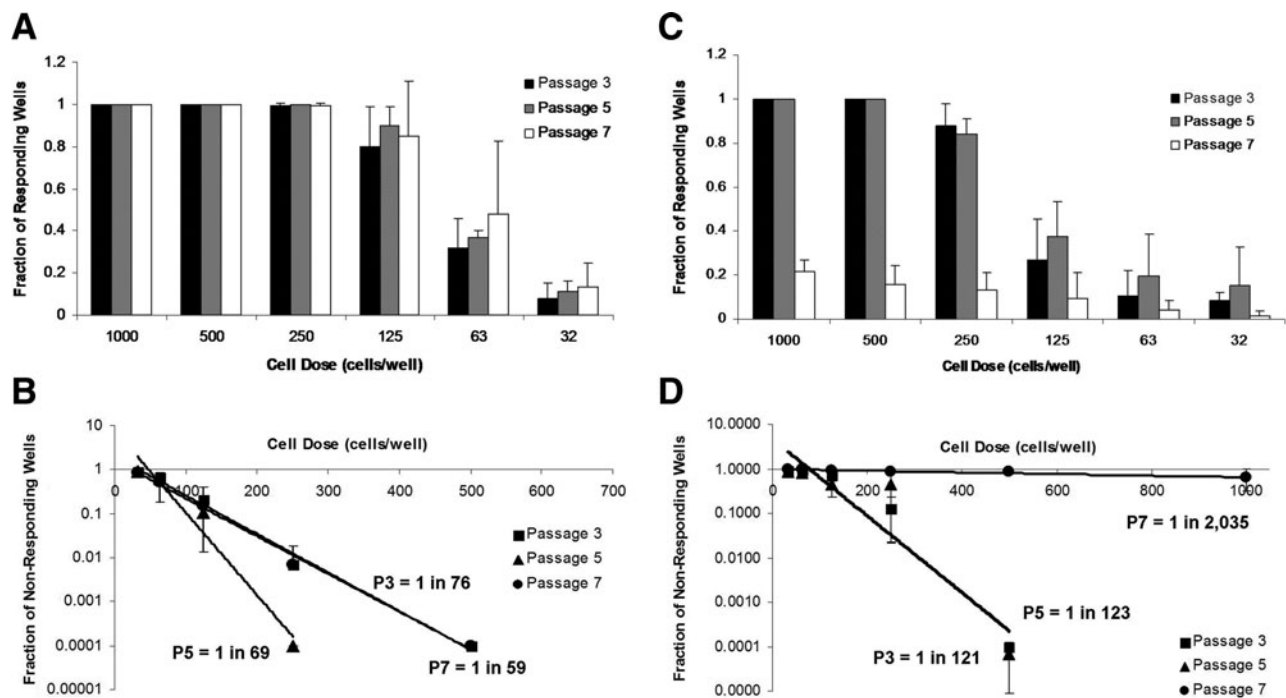 A
Fraction of Responding Wells
1.2
1
0.8
0.6
0.4
0.2
0
Passage 3
Passage 5
Passage 7
1000 500 250 125 63 32
Cell Dose (cells/well)
C
Fraction of Responding Wells
1.2
1
0.8
0.6
0.4
0.2
0
Passage 3
Passage 5
Passage 7
1000 500 250 125 63 32
Cell Dose (cells/well)
B
Fraction of Non-Responding Wells
10
1
0.1
0.01
0.001
0.0001
0.00001
Cell Dose (cells/well)
0 100 200 300 400 500 600 700
Passage 3
Passage 5
Passage 7
P3 = 1 in 76
P5 = 1 in 69
P7 = 1 in 59
D
Fraction of Non-Responding Wells
10.0000
1.0000
0.1000
0.0100
0.0010
0.0001
0.0000
Cell Dose (cells/well)
0 200 400 600 800 1000
P7 = 1 in 2,035
P5 = 1 in 123
P3 = 1 in 121
Passage 3
Passage 5
Passage 7